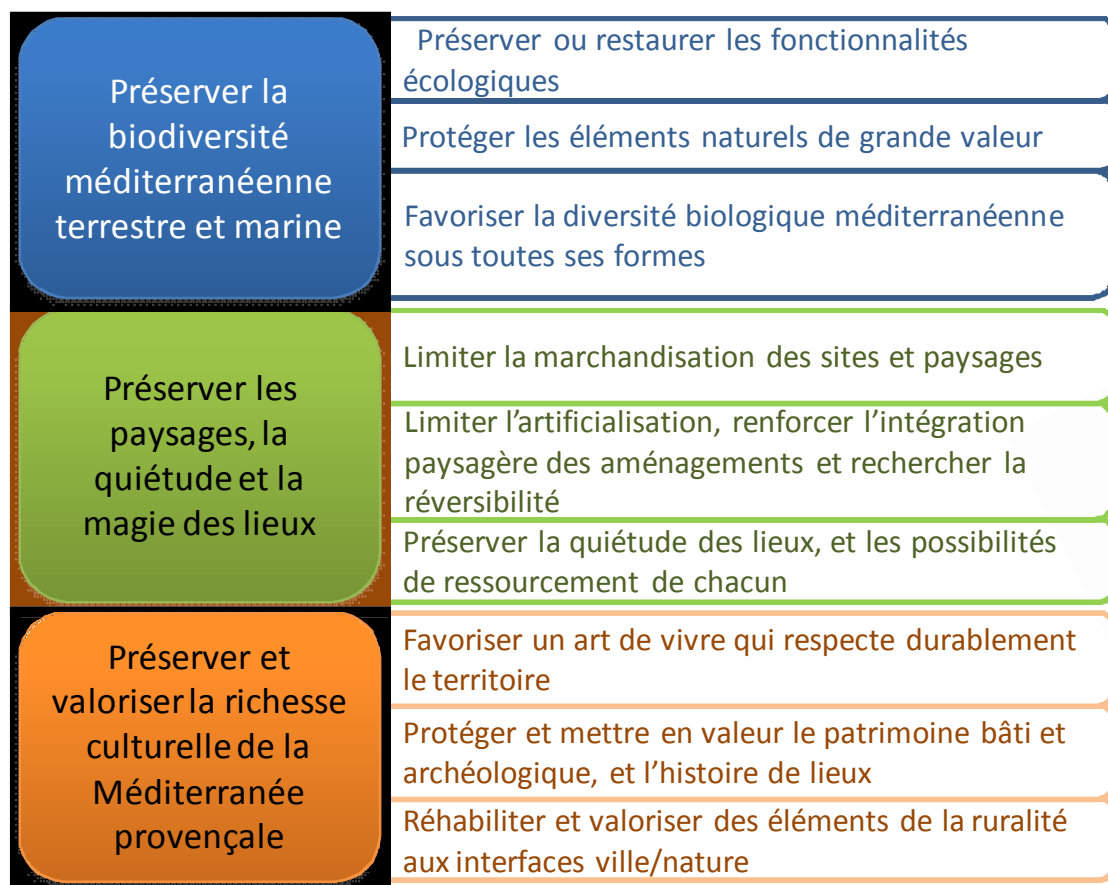 Préserver la
biodiversité
méditerranéenne
terrestre et marine
Préserver ou restaurer les fonctionnalités
écologiques
Protéger les éléments naturels de grande valeur
Favoriser la diversité biologique méditerranéenne
sous toutes ses formes
Préserver les
paysages, la
quiétude et la
magie des lieux
Limiter la marchandisation des sites et paysages
Limiter l’artificialisation, renforcer l’intégration
paysagère des aménagements et rechercher la
réversibilité
Préserver la quiétude des lieux, et les possibilités
de ressourcement de chacun
Préserver et
valoriser la richesse
culturelle de la
Méditerranée
provençale
Favoriser un art de vivre qui respecte durablement
le territoire
Protéger et mettre en valeur le patrimoine bâti et
archéologique, et l’histoire de lieux
Réhabiliter et valoriser des éléments de la ruralité
aux interfaces ville/nature